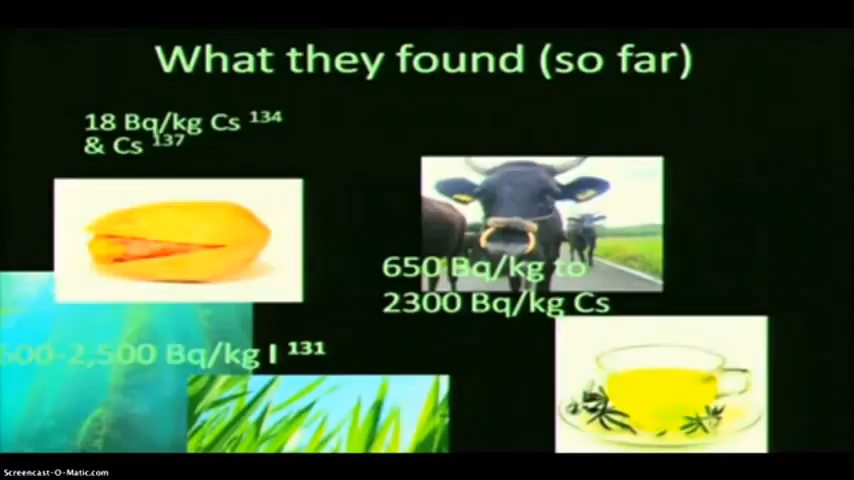 What they found (so far)
18 Bq/kg Cs 134
& Cs 137
650 Bq/kg to
2300 Bq/kg Cs
600-2,500 Bq/kg I 131
Screencast-O-Matic.com